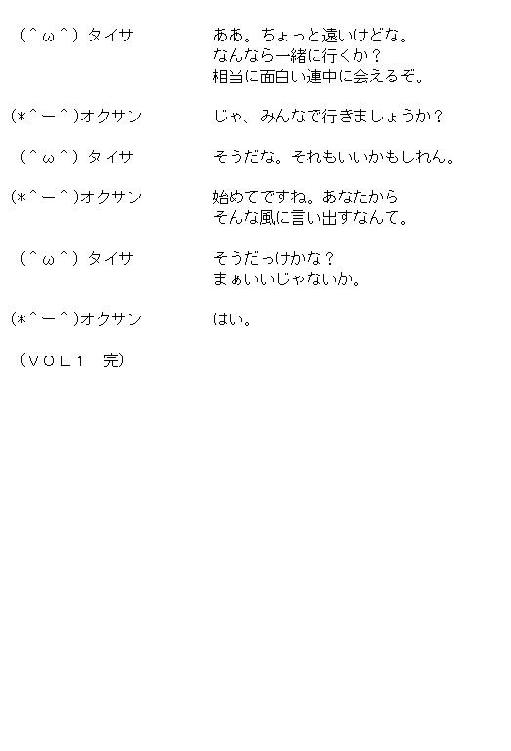 （＾ω＾）タイサ　　　　ああ。ちょっと遠いけどな。
なんなら一緒に行くか？
相当に面白い連中に会えるぞ。
(*＾ー＾)オクサン　　　　じゃ、みんなで行きましょうか？
（＾ω＾）タイサ　　　　そうだな。それもいいかもしれん。
(*＾ー＾)オクサン　　　　始めてですね。あなたから
そんな風に言い出すなんて。
（＾ω＾）タイサ　　　　そうだっけかな？
まぁいいじゃないか。
(*＾ー＾)オクサン　　　　はい。
（ＶＯＬ１　完）